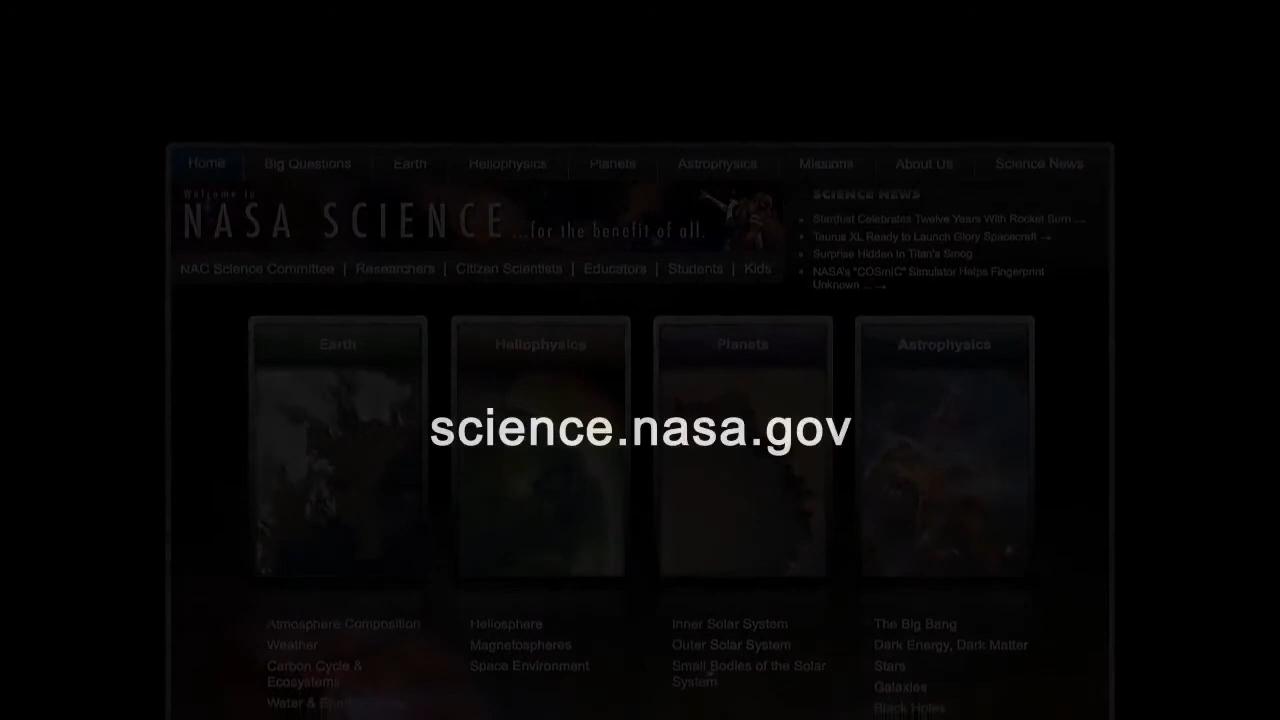 Home Big Questions Earth Heliophysics Planets Astrophysics Missions About Us Science News
Welcome to
NASA SCIENCE ...for the benefit of all.
NAC Science Committee | Researchers | Citizen Scientists | Educators | Students | Kids
SCIENCE NEWS
Stardust Celebrates Twelve Years With Rocket Burn ...
Taurus XL Ready to Launch Glory Spacecraft →
Surprise Hidden in Titan's Smog
NASA's "COSmIC" Simulator Helps Fingerprint
Unknown ... →
Earth
Heliophysics
Planets
Astrophysics
science.nasa.gov
Atmosphere Composition
Weather
Carbon Cycle &
Ecosystems
Water &
Heliosphere
Magnetospheres
Space Environment
Inner Solar System
Outer Solar System
Small Bodies of the Solar
System
The Big Bang
Dark Energy, Dark Matter
Stars
Galaxies
Black Holes